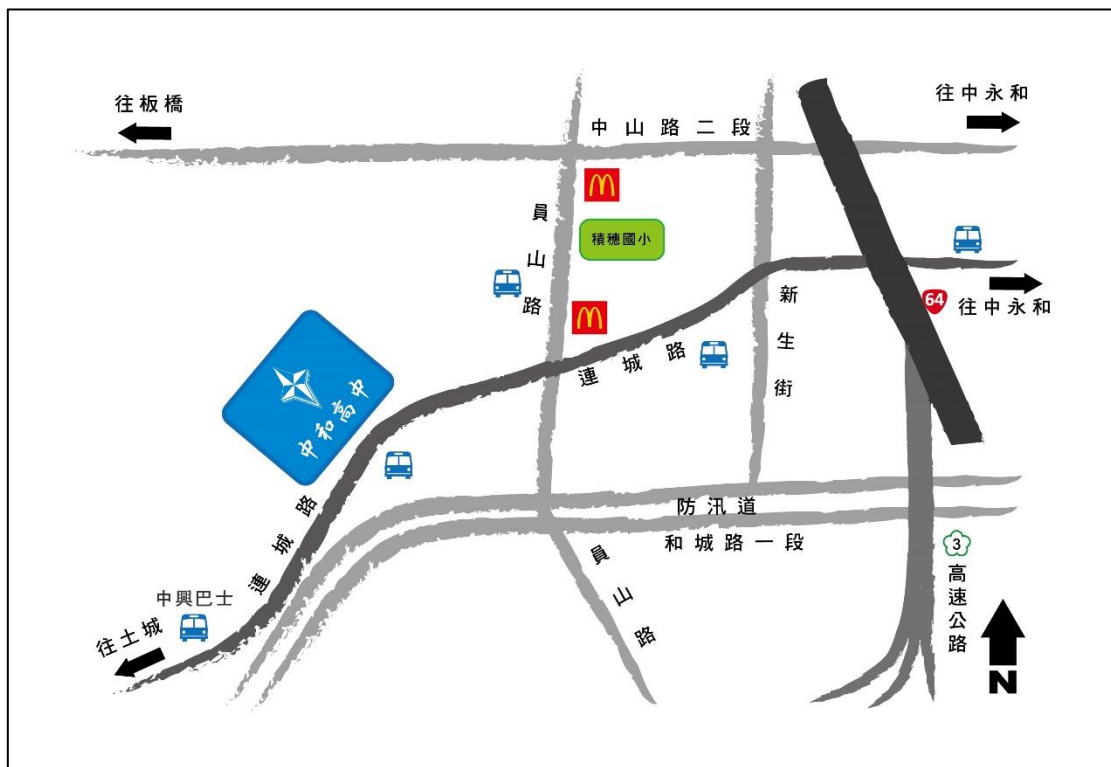 往板橋
往中永和
中山路二段
員山路
積穗國小
64
往中永和
新生街
連城路
中和高中
防汛道
和城路一段
3
高速公路
連城路
員山路
中興巴士
往土城
N